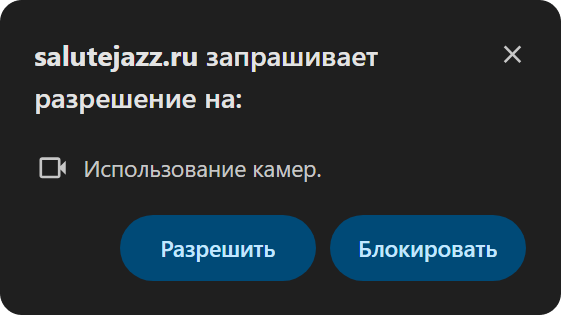 salutejazz.ru запрашивает
разрешение на:
Использование камер.
Разрешить
Блокировать